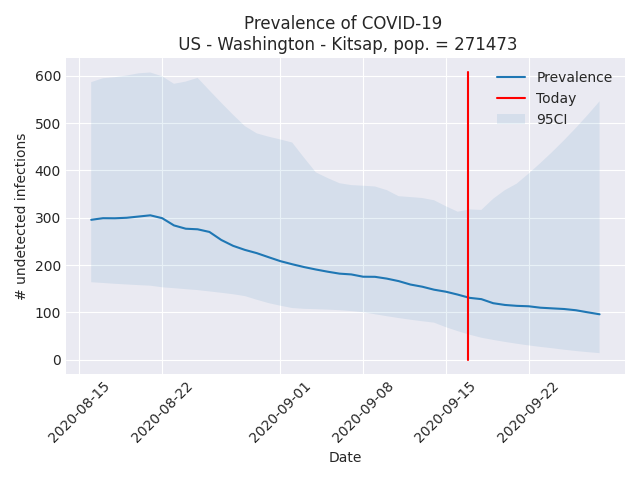 Prevalence of COVID-19
US - Washington - Kitsap, pop. = 271473
Prevalence
Today
95CI
# undetected infections
600
500
400
300
200
100
0
2020-08-15
2020-08-22
2020-09-01
2020-09-08
2020-09-15
2020-09-22
Date